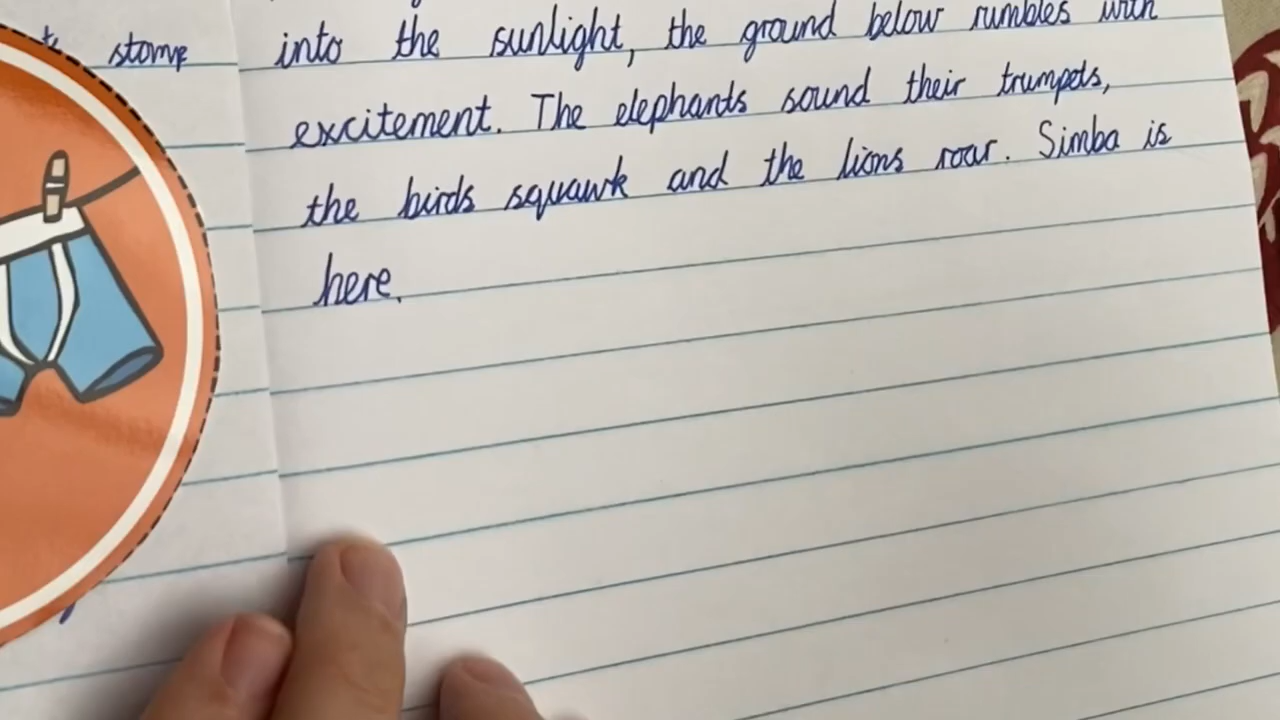 stomp
into the sunlight, the ground below rumbles with
excitement. The elephants sound their trumpets,
the birds squawk and the lions roar. Simba is
here.